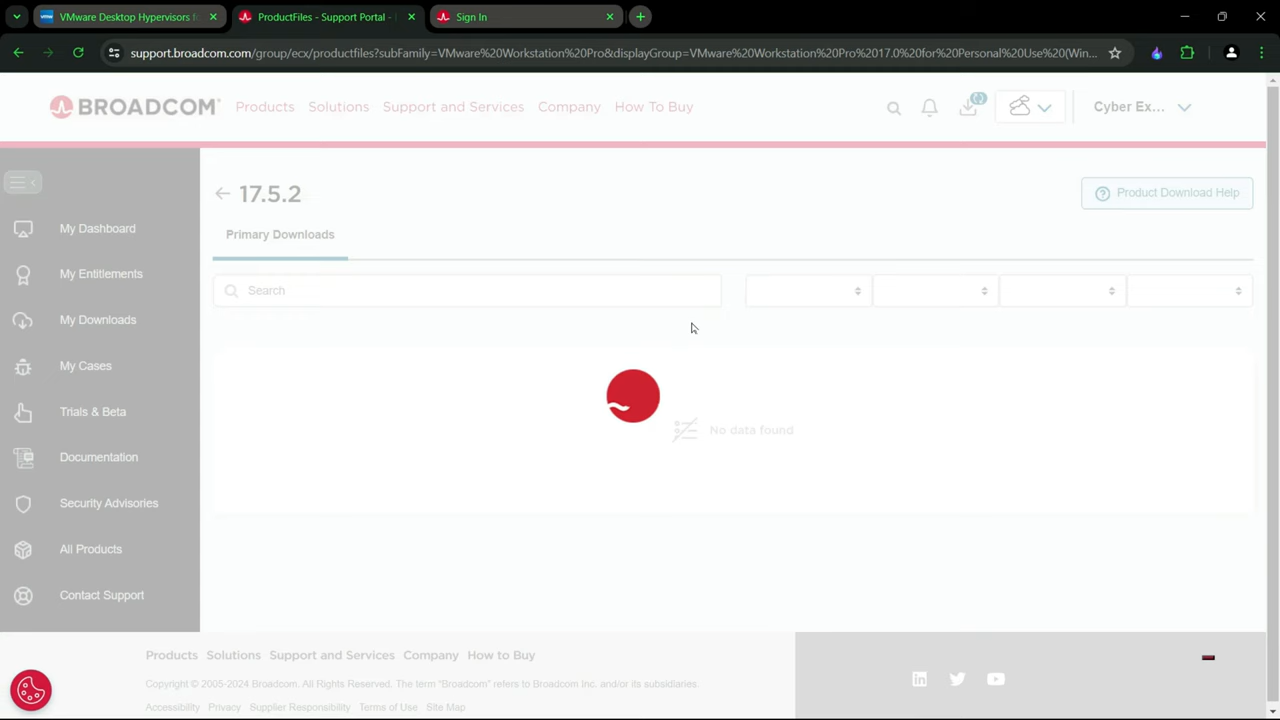 VMware Desktop Hypervisors fo
ProductFiles - Support Portal -
Sign In
support.broadcom.com/group/ecx/productfiles?subFamily=VMware%20Workstation%20Pro&displayGroup=VMware%20Workstation%20Pro%2017.0%20for%20Personal%20Use%20(Win...
BROADCOM
Products
Solutions
Support and Services
Company
How To Buy
Cyber Ex...
17.5.2
Product Download Help
Primary Downloads
Search
No data found
My Dashboard
My Entitlements
My Downloads
My Cases
Trials & Beta
Documentation
Security Advisories
All Products
Contact Support
Products Solutions Support and Services Company How to Buy
Copyright © 2005-2024 Broadcom. All Rights Reserved. The term “Broadcom” refers to Broadcom Inc. and/or its subsidiaries.
Accessibility Privacy Supplier Responsibility Terms of Use Site Map